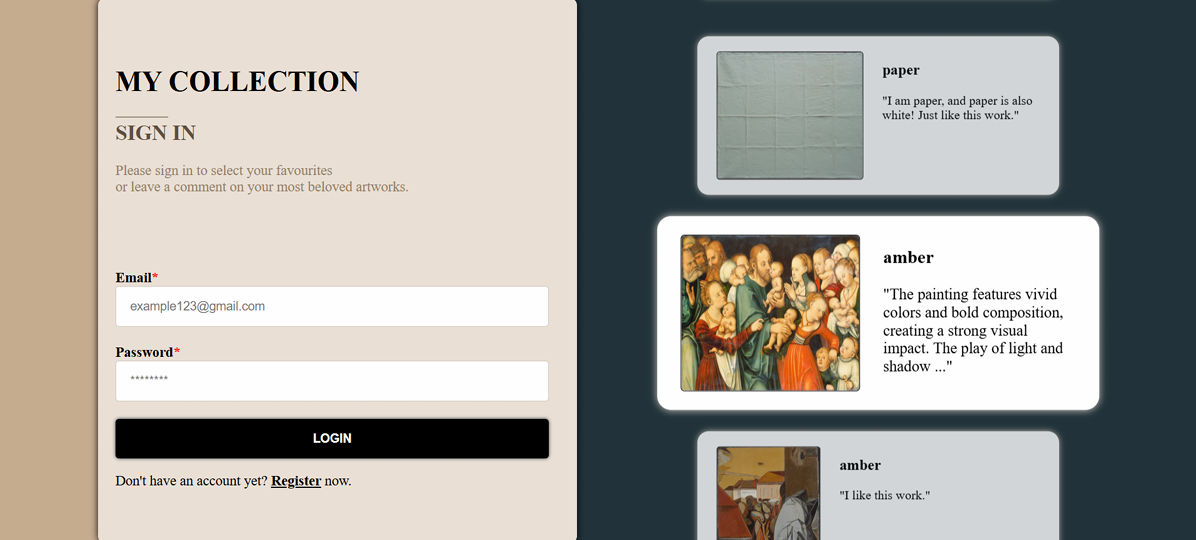 MY COLLECTION
SIGN IN
Please sign in to select your favourites
or leave a comment on your most beloved artworks.
Email*
example123@gmail.com
Password*
********
LOGIN
Don't have an account yet? Register now.
paper
"I am paper, and paper is also
white! Just like this work."
amber
"The painting features vivid
colors and bold composition,
creating a strong visual
impact. The play of light and
shadow ..."
amber
"I like this work."